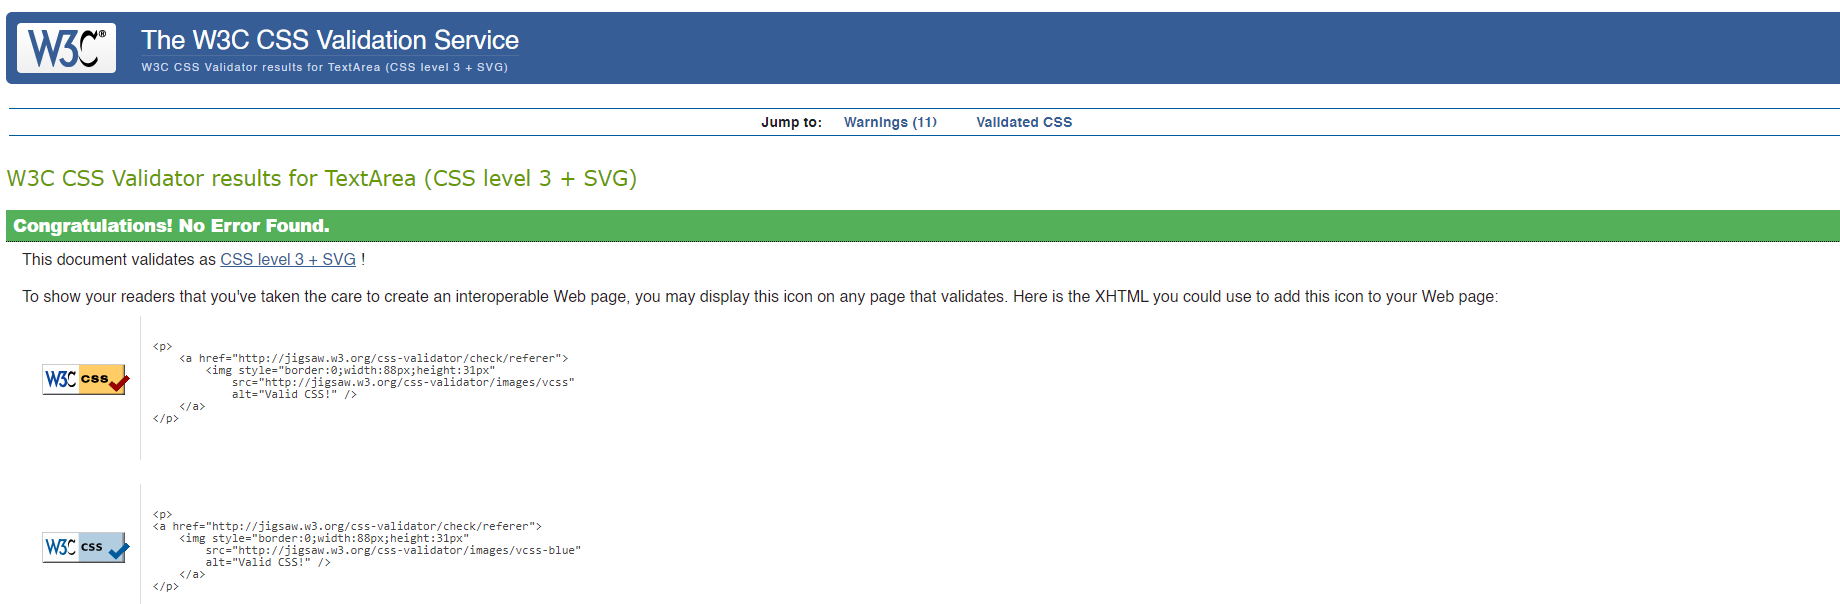 W3C®
The W3C CSS Validation Service
W3C CSS Validator results for TextArea (CSS level 3 + SVG)
Jump to: Warnings (11) Validated CSS
W3C CSS Validator results for TextArea (CSS level 3 + SVG)
Congratulations! No Error Found.
This document validates as CSS level 3 + SVG !
To show your readers that you've taken the care to create an interoperable Web page, you may display this icon on any page that validates. Here is the XHTML you could use to add this icon to your Web page:
W3C css
<p>
    <a href="http://jigsaw.w3.org/css-validator/check/referer">
        <img style="border:0;width:88px;height:31px"
            src="http://jigsaw.w3.org/css-validator/images/vcss"
            alt="Valid CSS!" />
    </a>
</p>
W3C css
<p>
<a href="http://jigsaw.w3.org/css-validator/check/referer">
    <img style="border:0;width:88px;height:31px"
        src="http://jigsaw.w3.org/css-validator/images/vcss-blue"
        alt="Valid CSS!" />
    </a>
</p>